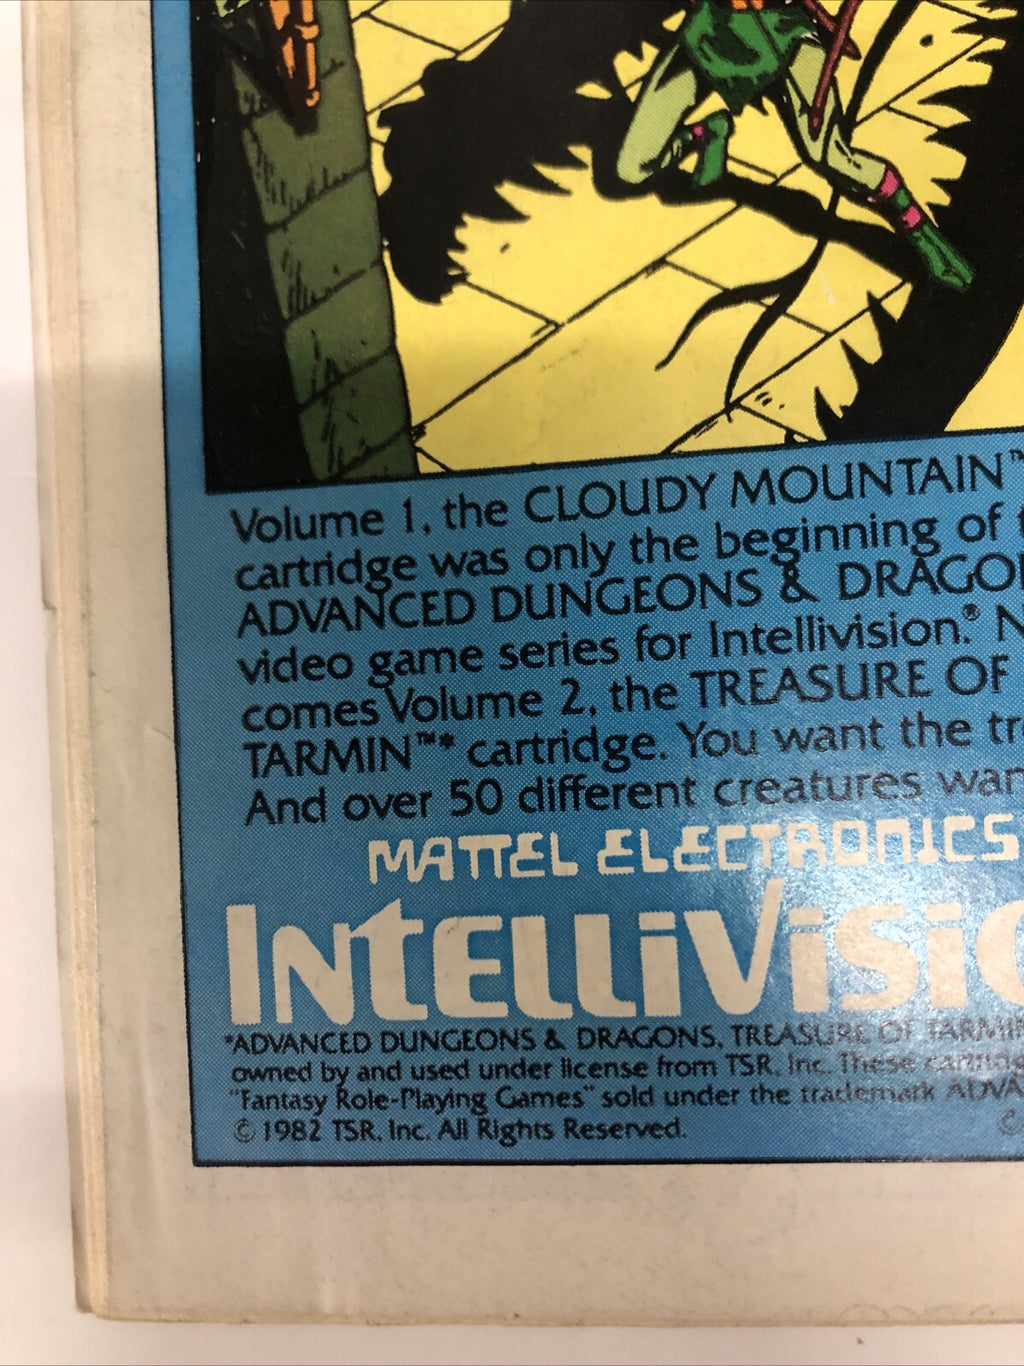 Volume 1, the CLOUDY MOUNTAIN™
cartridge was only the beginning of
ADVANCED DUNGEONS & DRAGO
video game series for Intellivision.® N
comes Volume 2, the TREASURE OF
TARMIN™* cartridge. You want the tr
And over 50 different creatures wan
MATTEL ELECTRONICS
INTELLIVISIO
*ADVANCED DUNGEONS & DRAGONS, TREASURE OF TARMIN
owned by and used under license from TSR, Inc. These cartridg
"Fantasy Role-Playing Games" sold under the trademark ADVA
© 1982 TSR, Inc. All Rights Reserved. ©